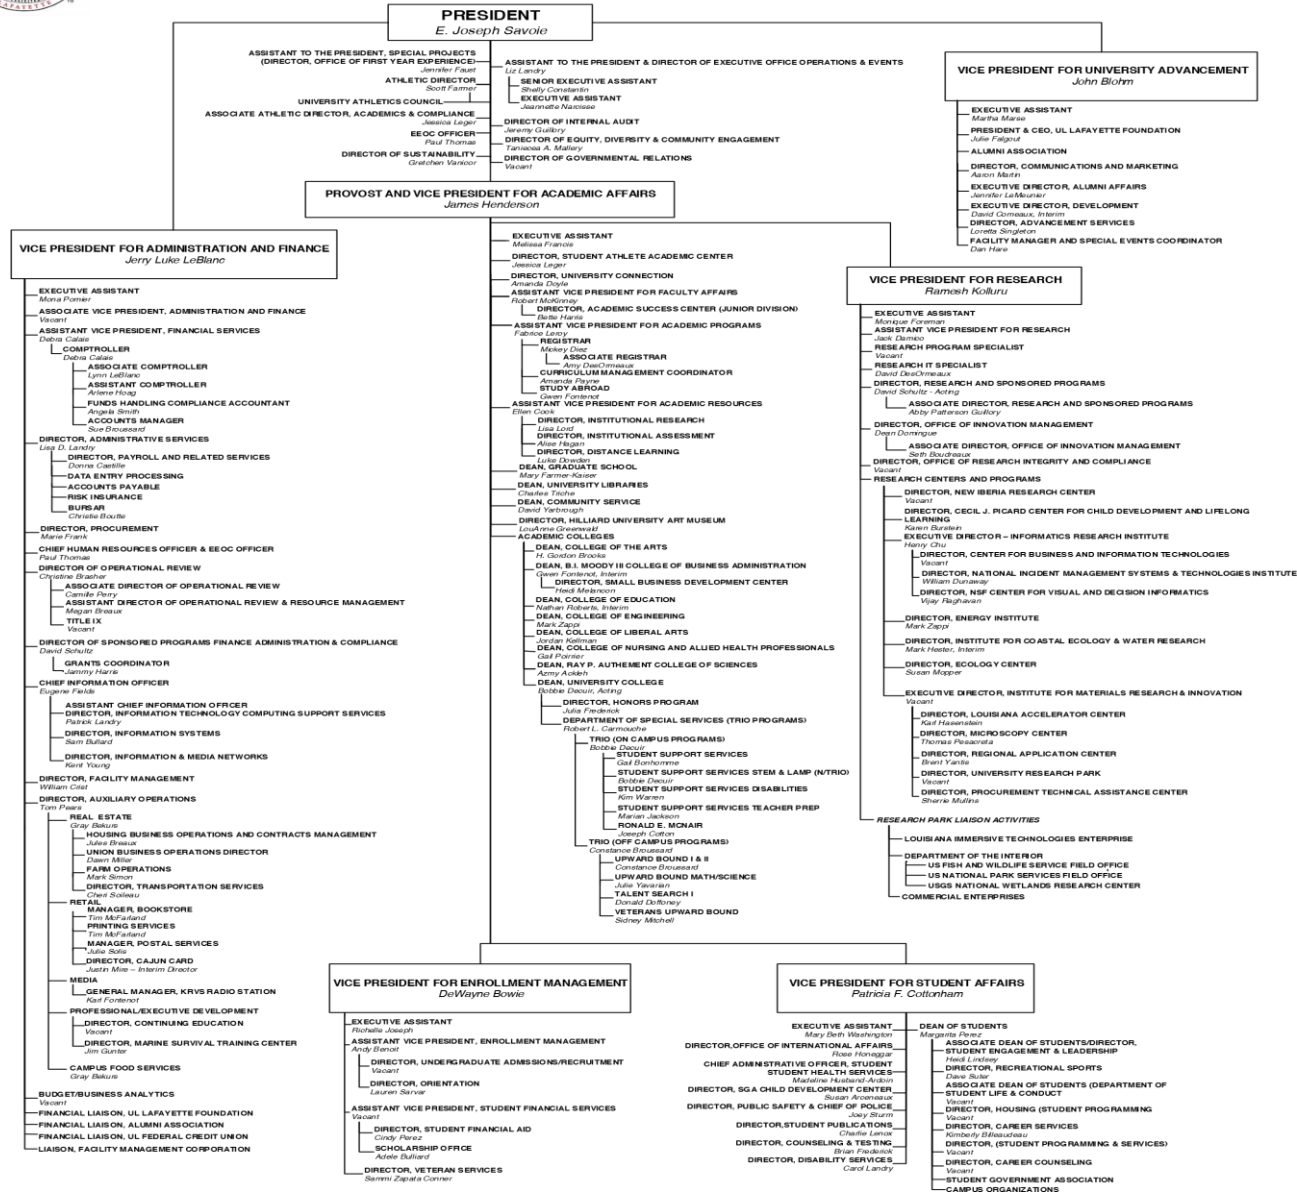 LAFAYETTE
PRESIDENT
E. Joseph Savoie
ASSISTANT TO THE PRESIDENT, SPECIAL PROJECTS
(DIRECTOR, OFFICE OF FIRST YEAR EXPERIENCE)
Jennifer Faust
ATHLETIC DIRECTOR
Scott Farmer
UNIVERSITY ATHLETICS COUNCIL
ASSOCIATE ATHLETIC DIRECTOR, ACADEMICS & COMPLIANCE
Jessica Leger
EEOC OFFICER
Paul Thomas
DIRECTOR OF SUSTAINABILITY
Gretchen Vanicor
ASSISTANT TO THE PRESIDENT & DIRECTOR OF EXECUTIVE OFFICE OPERATIONS & EVENTS
Liz Landry
SENIOR EXECUTIVE ASSISTANT
Shelly Constantin
EXECUTIVE ASSISTANT
Jeannette Narcisse
DIRECTOR OF INTERNAL AUDIT
Jeremy Guillory
DIRECTOR OF EQUITY, DIVERSITY & COMMUNITY ENGAGEMENT
Taniecea A. Mallery
DIRECTOR OF GOVERNMENTAL RELATIONS
Vacant
VICE PRESIDENT FOR UNIVERSITY ADVANCEMENT
John Blohm
EXECUTIVE ASSISTANT
Martha Marse
PRESIDENT & CEO, UL LAFAYETTE FOUNDATION
Julie Falgout
ALUMNI ASSOCIATION
DIRECTOR, COMMUNICATIONS AND MARKETING
Aaron Martin
EXECUTIVE DIRECTOR, ALUMNI AFFAIRS
Jennifer LeMeunier
EXECUTIVE DIRECTOR, DEVELOPMENT
David Comeaux, Interim
DIRECTOR, ADVANCEMENT SERVICES
Loretta Singleton
FACILITY MANAGER AND SPECIAL EVENTS COORDINATOR
Dan Hare
PROVOST AND VICE PRESIDENT FOR ACADEMIC AFFAIRS
James Henderson
VICE PRESIDENT FOR ADMINISTRATION AND FINANCE
Jerry Luke LeBlanc
EXECUTIVE ASSISTANT
Mona Pomier
ASSOCIATE VICE PRESIDENT, ADMINISTRATION AND FINANCE
Vacant
ASSISTANT VICE PRESIDENT, FINANCIAL SERVICES
Debra Calais
COMPTROLLER
Debra Calais
ASSOCIATE COMPTROLLER
Lynn LeBlanc
ASSISTANT COMPTROLLER
Arlene Hoag
FUNDS HANDLING COMPLIANCE ACCOUNTANT
Angela Smith
ACCOUNTS MANAGER
Sue Broussard
DIRECTOR, ADMINISTRATIVE SERVICES
Lisa D. Landry
DIRECTOR, PAYROLL AND RELATED SERVICES
Donna Castille
DATA ENTRY PROCESSING
ACCOUNTS PAYABLE
RISK INSURANCE
BURSAR
Christie Boutte
DIRECTOR, PROCUREMENT
Marie Frank
CHIEF HUMAN RESOURCES OFFICER & EEOC OFFICER
Paul Thomas
DIRECTOR OF OPERATIONAL REVIEW
Christine Brasher
ASSOCIATE DIRECTOR OF OPERATIONAL REVIEW
Camille Perry
ASSISTANT DIRECTOR OF OPERATIONAL REVIEW & RESOURCE MANAGEMENT
Megan Breaux
TITLE IX
Vacant
DIRECTOR OF SPONSORED PROGRAMS FINANCE ADMINISTRATION & COMPLIANCE
David Schultz
GRANTS COORDINATOR
Jammy Harris
CHIEF INFORMATION OFFICER
Eugene Fields
ASSISTANT CHIEF INFORMATION OFFICER
DIRECTOR, INFORMATION TECHNOLOGY COMPUTING SUPPORT SERVICES
Patrick Landry
DIRECTOR, INFORMATION SYSTEMS
Sam Bullard
DIRECTOR, INFORMATION & MEDIA NETWORKS
Kent Young
DIRECTOR, FACILITY MANAGEMENT
William Crist
DIRECTOR, AUXILIARY OPERATIONS
Tom Pears
REAL ESTATE
Gray Bekurs
HOUSING BUSINESS OPERATIONS AND CONTRACTS MANAGEMENT
Jules Breaux
UNION BUSINESS OPERATIONS DIRECTOR
Dawn Miller
FARM OPERATIONS
Mark Simon
DIRECTOR, TRANSPORTATION SERVICES
Cheri Soileau
RETAIL
MANAGER, BOOKSTORE
Tim McFarland
PRINTING SERVICES
Tim McFarland
MANAGER, POSTAL SERVICES
Julie Solis
DIRECTOR, CAJUN CARD
Justin Mire – Interim Director
MEDIA
GENERAL MANAGER, KRVS RADIO STATION
Karl Fontenot
PROFESSIONAL/EXECUTIVE DEVELOPMENT
DIRECTOR, CONTINUING EDUCATION
Vacant
DIRECTOR, MARINE SURVIVAL TRAINING CENTER
Jim Gunter
CAMPUS FOOD SERVICES
Gray Bekurs
BUDGET/BUSINESS ANALYTICS
Vacant
FINANCIAL LIAISON, UL LAFAYETTE FOUNDATION
FINANCIAL LIAISON, ALUMNI ASSOCIATION
FINANCIAL LIAISON, UL FEDERAL CREDIT UNION
LIAISON, FACILITY MANAGEMENT CORPORATION
EXECUTIVE ASSISTANT
Melissa Francis
DIRECTOR, STUDENT ATHLETE ACADEMIC CENTER
Jessica Leger
DIRECTOR, UNIVERSITY CONNECTION
Amanda Doyle
ASSISTANT VICE PRESIDENT FOR FACULTY AFFAIRS
Robert McKinney
DIRECTOR, ACADEMIC SUCCESS CENTER (JUNIOR DIVISION)
Bette Harris
ASSISTANT VICE PRESIDENT FOR ACADEMIC PROGRAMS
Fabrice Leroy
REGISTRAR
Mickey Diez
ASSOCIATE REGISTRAR
Amy DesOrmeaux
CURRICULUM MANAGEMENT COORDINATOR
Amanda Payne
STUDY ABROAD
Gwen Fontenot
ASSISTANT VICE PRESIDENT FOR ACADEMIC RESOURCES
Ellen Cook
DIRECTOR, INSTITUTIONAL RESEARCH
Lisa Lord
DIRECTOR, INSTITUTIONAL ASSESSMENT
Alise Hagan
DIRECTOR, DISTANCE LEARNING
Luke Dowden
DEAN, GRADUATE SCHOOL
Mary Farmer-Kaiser
DEAN, UNIVERSITY LIBRARIES
Charles Triche
DEAN, COMMUNITY SERVICE
David Yarbrough
DIRECTOR, HILLIARD UNIVERSITY ART MUSEUM
LouAnne Greenwald
ACADEMIC COLLEGES
DEAN, COLLEGE OF THE ARTS
H. Gordon Brooks
DEAN, B.I. MOODY III COLLEGE OF BUSINESS ADMINISTRATION
Gwen Fontenot, Interim
DIRECTOR, SMALL BUSINESS DEVELOPMENT CENTER
Heidi Melancon
DEAN, COLLEGE OF EDUCATION
Nathan Roberts, Interim
DEAN, COLLEGE OF ENGINEERING
Mark Zappi
DEAN, COLLEGE OF LIBERAL ARTS
Jordan Kellman
DEAN, COLLEGE OF NURSING AND ALLIED HEALTH PROFESSIONALS
Gail Poirrier
DEAN, RAY P. AUTHEMENT COLLEGE OF SCIENCES
Azmy Ackleh
DEAN, UNIVERSITY COLLEGE
Bobbie Decuir, Acting
DIRECTOR, HONORS PROGRAM
Julia Frederick
DEPARTMENT OF SPECIAL SERVICES (TRIO PROGRAMS)
Robert L. Carmouche
TRIO (ON CAMPUS PROGRAMS)
Bobbie Decuir
STUDENT SUPPORT SERVICES
Gail Bonhomme
STUDENT SUPPORT SERVICES STEM & LAMP (N/TRIO)
Bobbie Decuir
STUDENT SUPPORT SERVICES DISABILITIES
Kim Warren
STUDENT SUPPORT SERVICES TEACHER PREP
Marian Jackson
RONALD E. MCNAIR
Joseph Cotton
TRIO (OFF CAMPUS PROGRAMS)
Constance Broussard
UPWARD BOUND I & II
Constance Broussard
UPWARD BOUND MATH/SCIENCE
Julie Yavarian
TALENT SEARCH I
Donald Doffoney
VETERANS UPWARD BOUND
Sidney Mitchell
VICE PRESIDENT FOR RESEARCH
Ramesh Kolluru
EXECUTIVE ASSISTANT
Monique Foreman
ASSISTANT VICE PRESIDENT FOR RESEARCH
Jack Damico
RESEARCH PROGRAM SPECIALIST
Vacant
RESEARCH IT SPECIALIST
David DesOrmeaux
DIRECTOR, RESEARCH AND SPONSORED PROGRAMS
David Schultz - Acting
ASSOCIATE DIRECTOR, RESEARCH AND SPONSORED PROGRAMS
Abby Patterson Guillory
DIRECTOR, OFFICE OF INNOVATION MANAGEMENT
Dean Domingue
ASSOCIATE DIRECTOR, OFFICE OF INNOVATION MANAGEMENT
Seth Boudreaux
DIRECTOR, OFFICE OF RESEARCH INTEGRITY AND COMPLIANCE
Vacant
RESEARCH CENTERS AND PROGRAMS
DIRECTOR, NEW IBERIA RESEARCH CENTER
Vacant
DIRECTOR, CECIL J. PICARD CENTER FOR CHILD DEVELOPMENT AND LIFELONG
LEARNING
Karen Burstein
EXECUTIVE DIRECTOR – INFORMATICS RESEARCH INSTITUTE
Henry Chu
DIRECTOR, CENTER FOR BUSINESS AND INFORMATION TECHNOLOGIES
Vacant
DIRECTOR, NATIONAL INCIDENT MANAGEMENT SYSTEMS & TECHNOLOGIES INSTITUTE
William Dunaway
DIRECTOR, NSF CENTER FOR VISUAL AND DECISION INFORMATICS
Vijay Raghavan
DIRECTOR, ENERGY INSTITUTE
Mark Zappi
DIRECTOR, INSTITUTE FOR COASTAL ECOLOGY & WATER RESEARCH
Mark Hester, Interim
DIRECTOR, ECOLOGY CENTER
Susan Mopper
EXECUTIVE DIRECTOR, INSTITUTE FOR MATERIALS RESEARCH & INNOVATION
Vacant
DIRECTOR, LOUISIANA ACCELERATOR CENTER
Karl Hasenstein
DIRECTOR, MICROSCOPY CENTER
Thomas Pesacreta
DIRECTOR, REGIONAL APPLICATION CENTER
Brent Yantis
DIRECTOR, UNIVERSITY RESEARCH PARK
Vacant
DIRECTOR, PROCUREMENT TECHNICAL ASSISTANCE CENTER
Sherrie Mullins
RESEARCH PARK LIAISON ACTIVITIES
LOUISIANA IMMERSIVE TECHNOLOGIES ENTERPRISE
DEPARTMENT OF THE INTERIOR
US FISH AND WILDLIFE SERVICE FIELD OFFICE
US NATIONAL PARK SERVICES FIELD OFFICE
USGS NATIONAL WETLANDS RESEARCH CENTER
COMMERCIAL ENTERPRISES
VICE PRESIDENT FOR ENROLLMENT MANAGEMENT
DeWayne Bowie
EXECUTIVE ASSISTANT
Richelle Joseph
ASSISTANT VICE PRESIDENT, ENROLLMENT MANAGEMENT
Andy Benoit
DIRECTOR, UNDERGRADUATE ADMISSIONS/RECRUITMENT
Vacant
DIRECTOR, ORIENTATION
Lauren Sarvar
ASSISTANT VICE PRESIDENT, STUDENT FINANCIAL SERVICES
Vacant
DIRECTOR, STUDENT FINANCIAL AID
Cindy Perez
SCHOLARSHIP OFFICE
Adele Bulliard
DIRECTOR, VETERAN SERVICES
Sammi Zapata Conner
VICE PRESIDENT FOR STUDENT AFFAIRS
Patricia F. Cottonham
EXECUTIVE ASSISTANT
Mary Beth Washington
DIRECTOR,OFFICE OF INTERNATIONAL AFFAIRS
Rose Honeggar
CHIEF ADMINISTRATIVE OFFICER, STUDENT
STUDENT HEALTH SERVICES
Madeline Husband-Ardoin
DIRECTOR, SGA CHILD DEVELOPMENT CENTER
Susan Arceneaux
DIRECTOR, PUBLIC SAFETY & CHIEF OF POLICE
Joey Sturm
DIRECTOR,STUDENT PUBLICATIONS
Charlie Lenox
DIRECTOR, COUNSELING & TESTING
Brian Frederick
DIRECTOR, DISABILITY SERVICES
Carol Landry
DEAN OF STUDENTS
Margarita Perez
ASSOCIATE DEAN OF STUDENTS/DIRECTOR,
STUDENT ENGAGEMENT & LEADERSHIP
Heidi Lindsey
DIRECTOR, RECREATIONAL SPORTS
Dave Suter
ASSOCIATE DEAN OF STUDENTS (DEPARTMENT OF
STUDENT LIFE & CONDUCT
Vacant
DIRECTOR, HOUSING (STUDENT PROGRAMMING
Vacant
DIRECTOR, CAREER SERVICES
Kimberly Billeaudeau
DIRECTOR, (STUDENT PROGRAMMING & SERVICES)
Vacant
DIRECTOR, CAREER COUNSELING
Vacant
STUDENT GOVERNMENT ASSOCIATION
CAMPUS ORGANIZATIONS